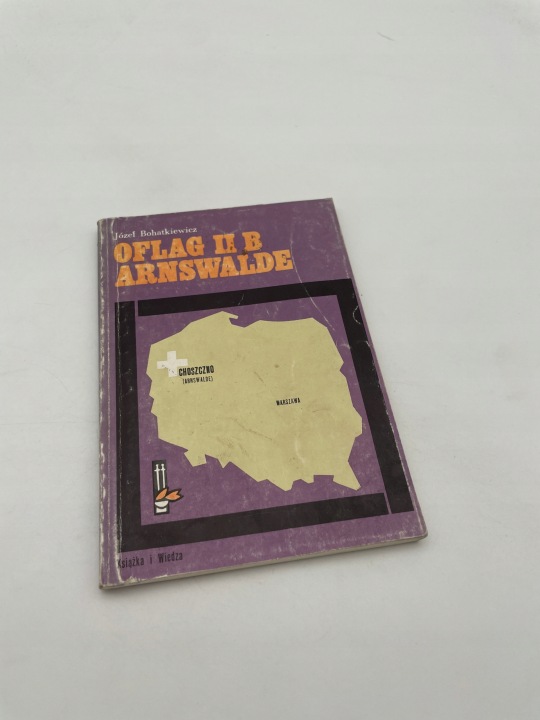 Józef Bohatkiewicz
OFLAG II B
ARNSWALDE
CHOSZCZNO
(ARNSWALDE)
WARSZAWA
Książka i Wiedza